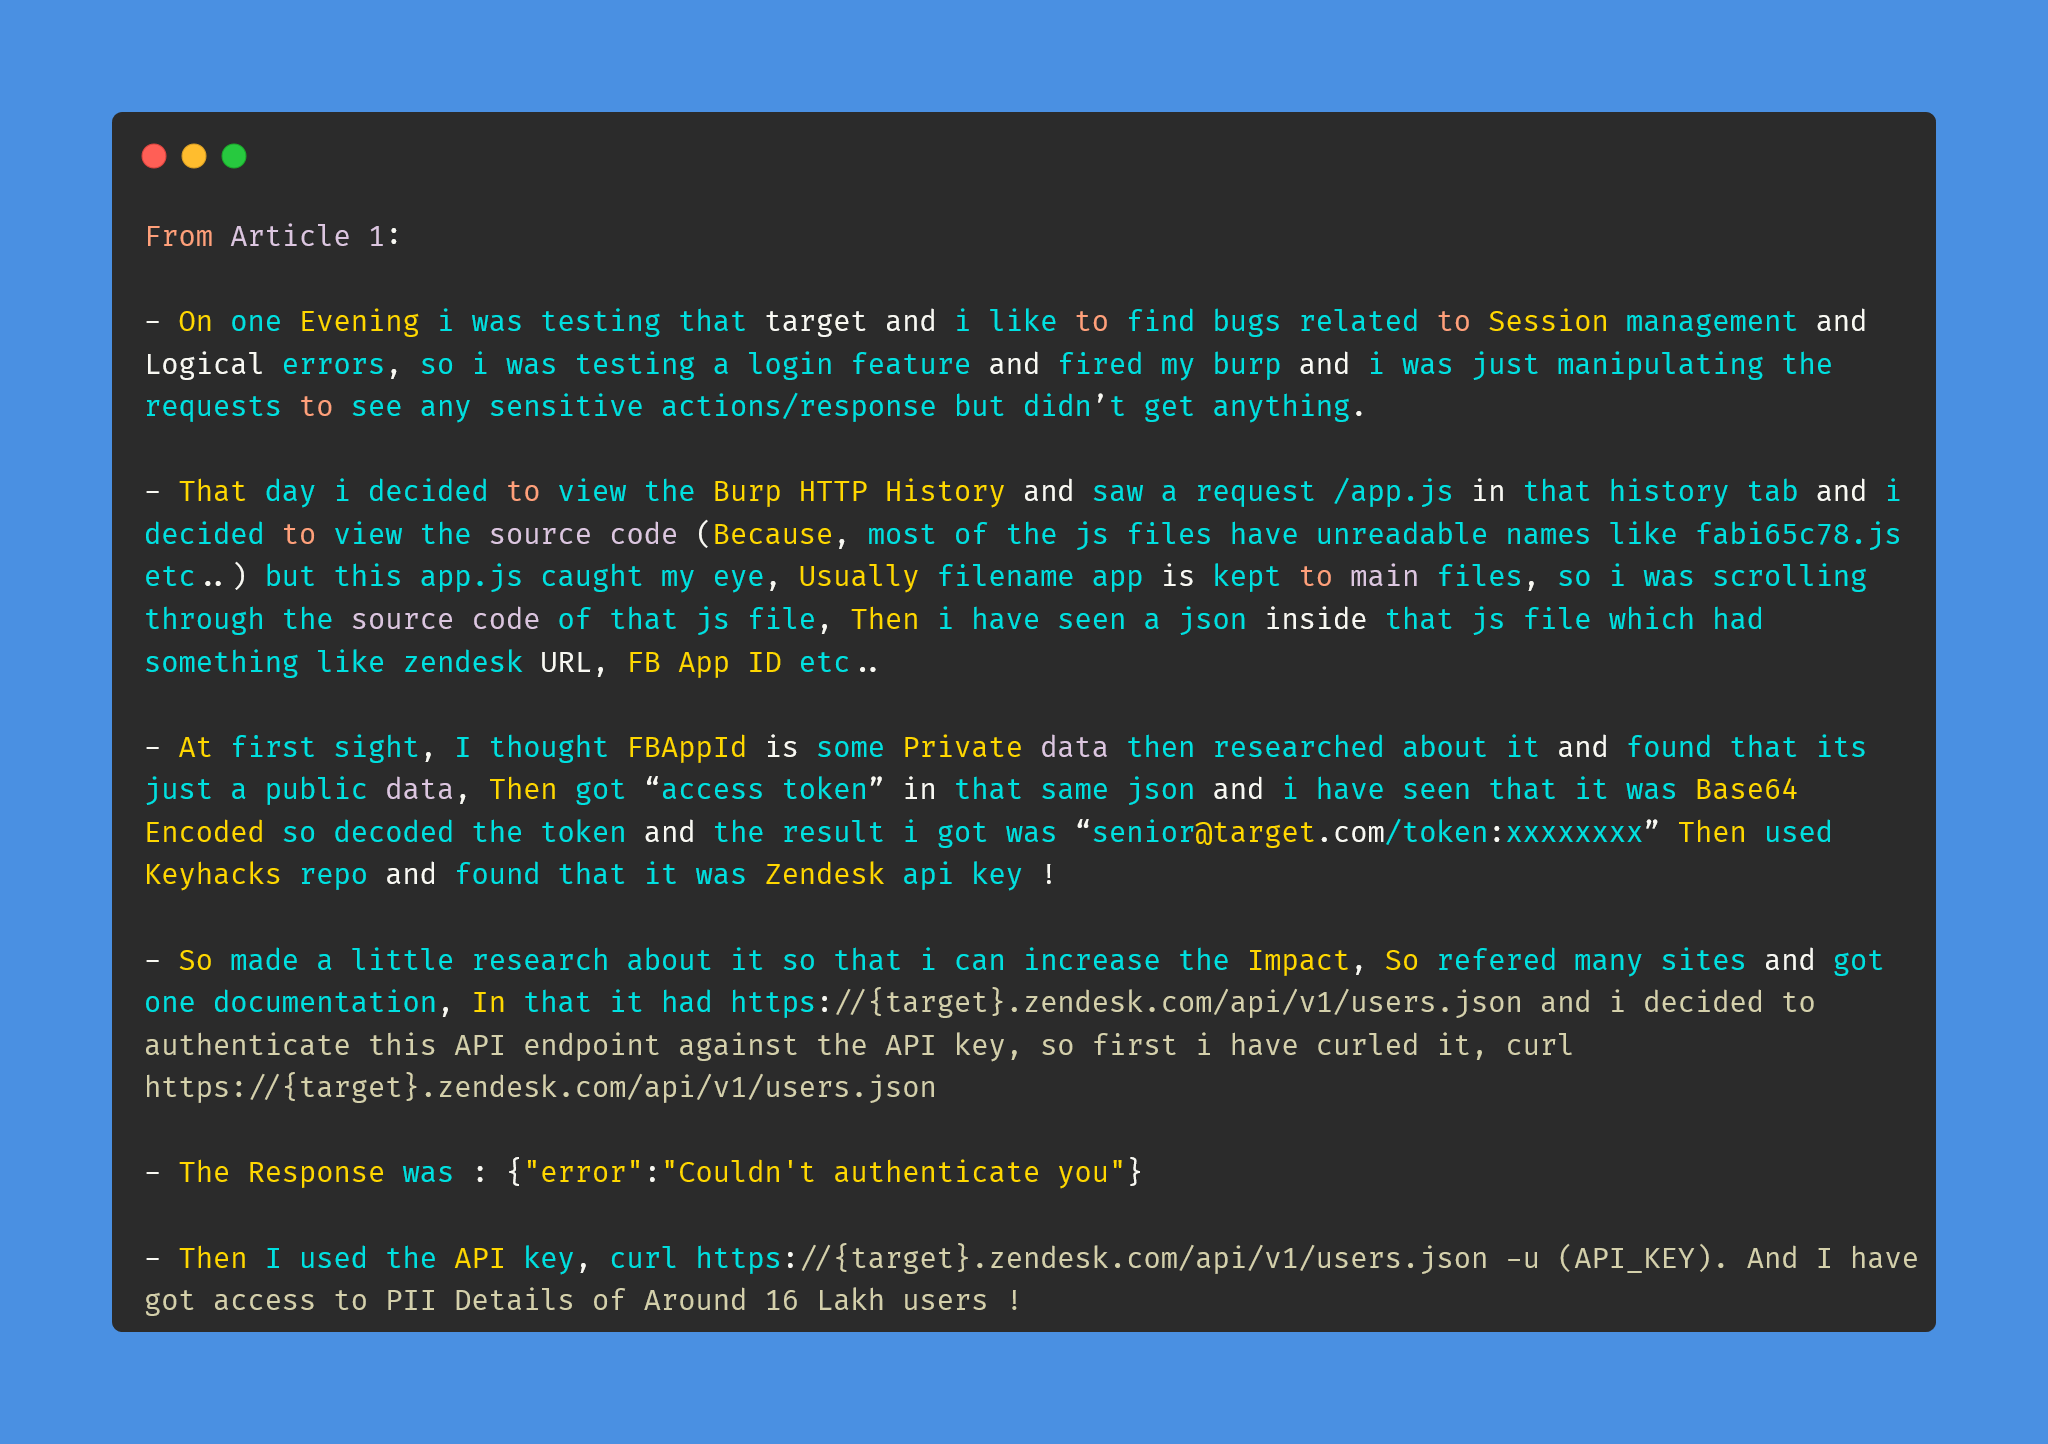 From Article 1:
- On one Evening i was testing that target and i like to find bugs related to Session management and
Logical errors, so i was testing a login feature and fired my burp and i was just manipulating the
requests to see any sensitive actions/response but didn’t get anything.
- That day i decided to view the Burp HTTP History and saw a request /app.js in that history tab and i
decided to view the source code (Because, most of the js files have unreadable names like fabi65c78.js
etc..) but this app.js caught my eye, Usually filename app is kept to main files, so i was scrolling
through the source code of that js file, Then i have seen a json inside that js file which had
something like zendesk URL, FB App ID etc..
- At first sight, I thought FBAppId is some Private data then researched about it and found that its
just a public data, Then got “access token” in that same json and i have seen that it was Base64
Encoded so decoded the token and the result i got was “senior@target.com/token:xxxxxxxx” Then used
Keyhacks repo and found that it was Zendesk api key !
- So made a little research about it so that i can increase the Impact, So refered many sites and got
one documentation, In that it had https://{target}.zendesk.com/api/v1/users.json and i decided to
authenticate this API endpoint against the API key, so first i have curled it, curl
https://{target}.zendesk.com/api/v1/users.json
- The Response was : {"error":"Couldn't authenticate you"}
- Then I used the API key, curl https://{target}.zendesk.com/api/v1/users.json -u (API_KEY). And I have
got access to PII Details of Around 16 Lakh users !